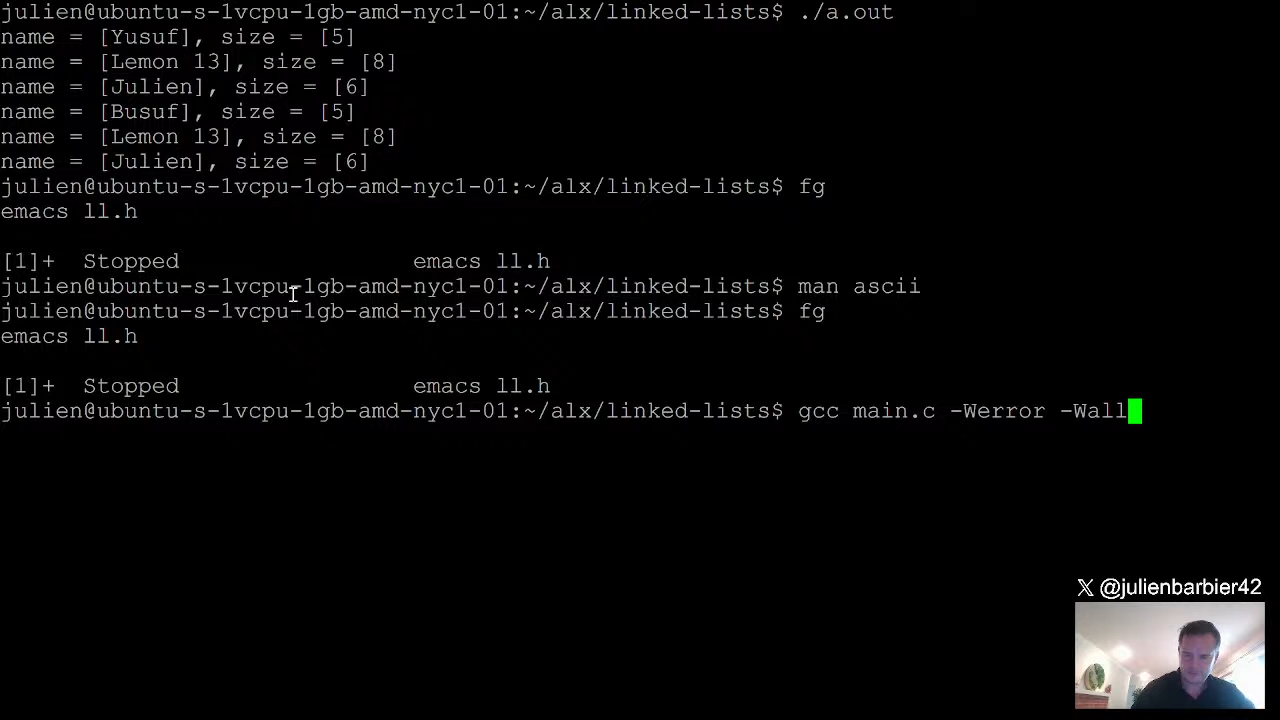 julien@ubuntu-s-1vcpu-1gb-amd-nyc1-01:~/alx/linked-lists$ ./a.out
name = [Yusuf], size = [5]
name = [Lemon 13], size = [8]
name = [Julien], size = [6]
name = [Busuf], size = [5]
name = [Lemon 13], size = [8]
name = [Julien], size = [6]
julien@ubuntu-s-1vcpu-1gb-amd-nyc1-01:~/alx/linked-lists$ fg
emacs ll.h
[1]+  Stopped                 emacs ll.h
julien@ubuntu-s-1vcpu-1gb-amd-nyc1-01:~/alx/linked-lists$ man ascii
julien@ubuntu-s-1vcpu-1gb-amd-nyc1-01:~/alx/linked-lists$ fg
emacs ll.h
[1]+  Stopped                 emacs ll.h
julien@ubuntu-s-1vcpu-1gb-amd-nyc1-01:~/alx/linked-lists$ gcc main.c -Werror -Wall
𝕏 @julienbarbier42